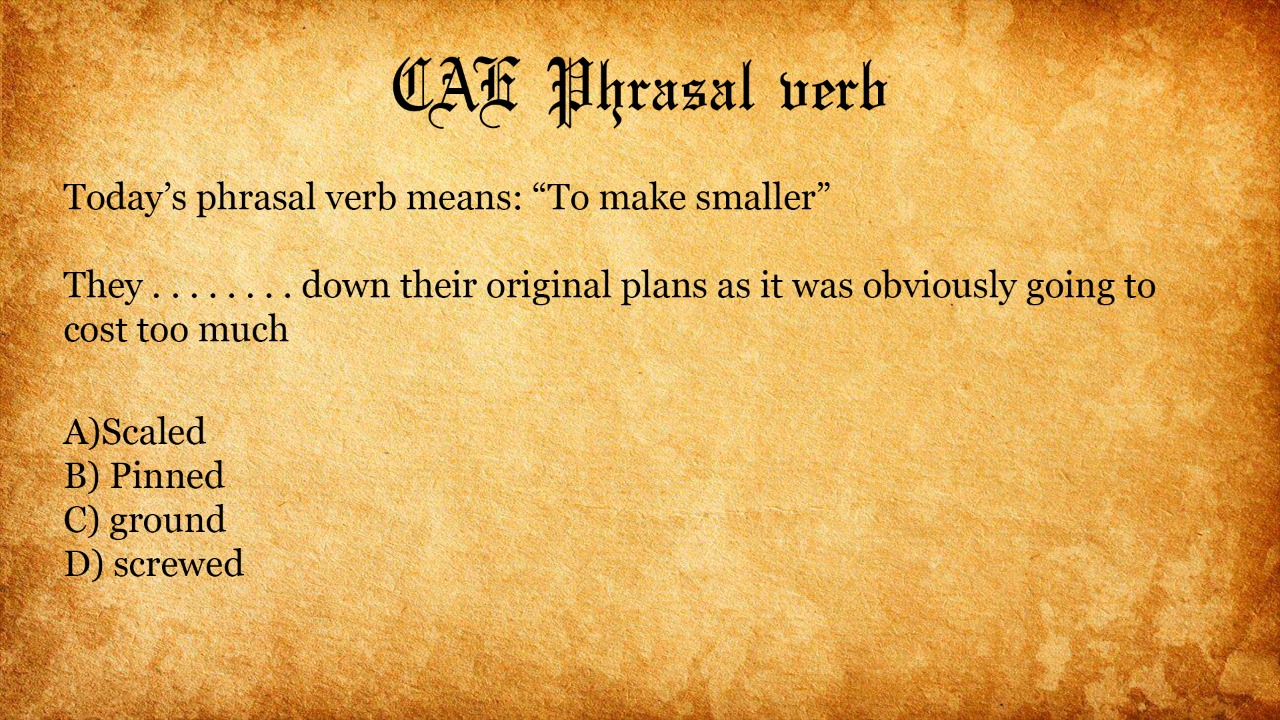 CAE Phrasal verb
Today’s phrasal verb means: “To make smaller”
They . . . . . . . . down their original plans as it was obviously going to
cost too much
A)Scaled
B) Pinned
C) ground
D) screwed